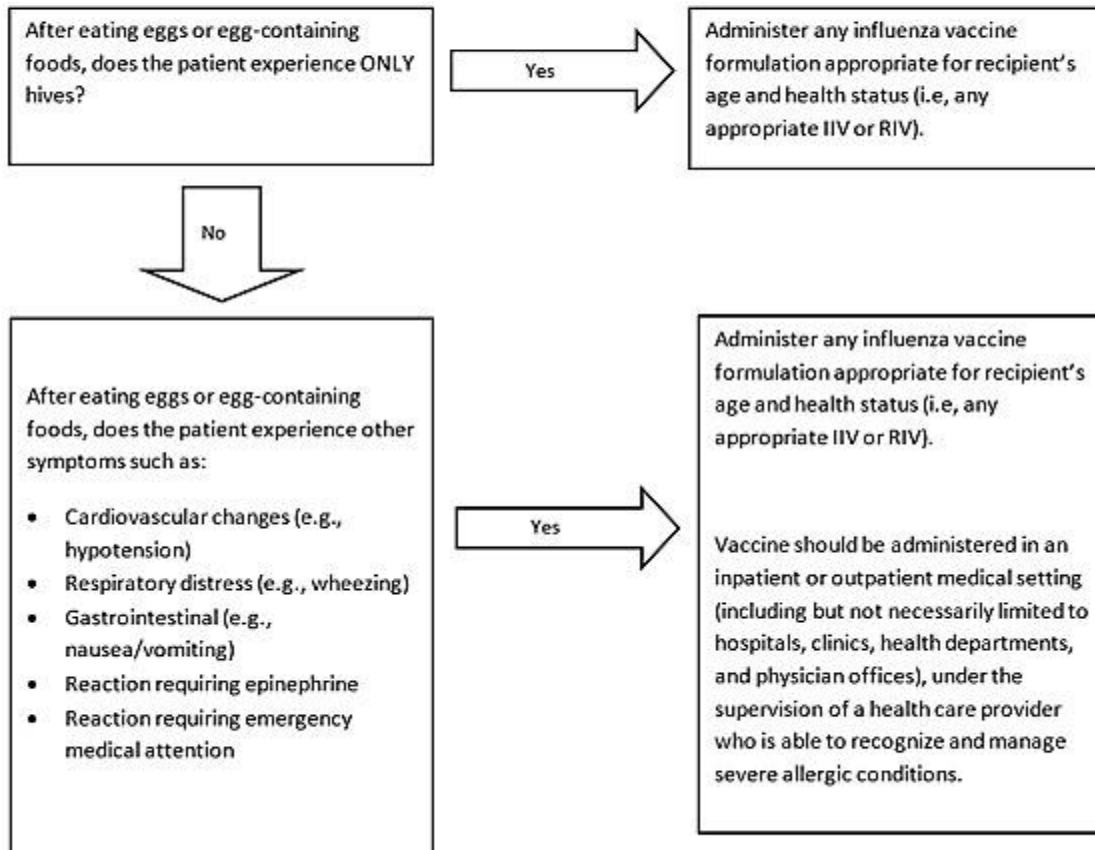 After eating eggs or egg-containing
foods, does the patient experience ONLY
hives?
Yes
Administer any influenza vaccine
formulation appropriate for recipient's
age and health status (i.e, any
appropriate IIV or RIV).
No
After eating eggs or egg-containing
foods, does the patient experience other
symptoms such as:
• Cardiovascular changes (e.g.,
hypotension)
• Respiratory distress (e.g., wheezing)
• Gastrointestinal (e.g.,
nausea/vomiting)
• Reaction requiring epinephrine
• Reaction requiring emergency
medical attention
Yes
Administer any influenza vaccine
formulation appropriate for recipient's
age and health status (i.e, any
appropriate IIV or RIV).
Vaccine should be administered in an
inpatient or outpatient medical setting
(including but not necessarily limited to
hospitals, clinics, health departments,
and physician offices), under the
supervision of a health care provider
who is able to recognize and manage
severe allergic conditions.